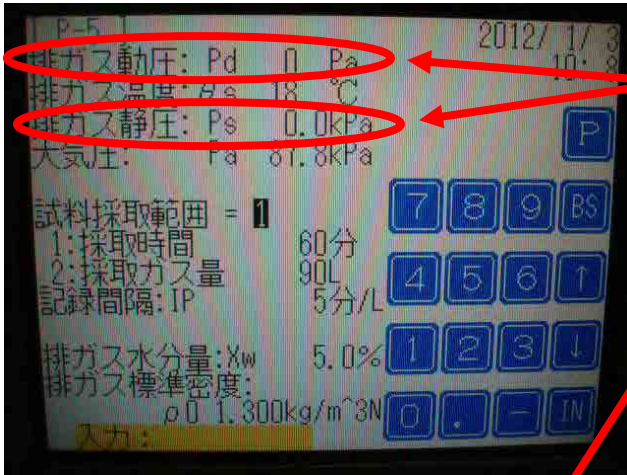 P-5
2012/ 1/ 3
10: 8
排ガス動圧: Pd 0 Pa
排ガス温度: θs 18 ℃
排ガス静圧: Ps 0.0kPa
大気圧: Pa 87.8kPa
試料採取範囲 = 1
1:採取時間 60分
2:採取ガス量 90L
記録間隔:IP 5分/L
排ガス水分量:Xw 5.0%
排ガス標準密度:
ρ0 1.300kg/m^3N
入力:
P
7 8 9 BS
4 5 6 ↑
1 2 3 ↓
0 . - IN